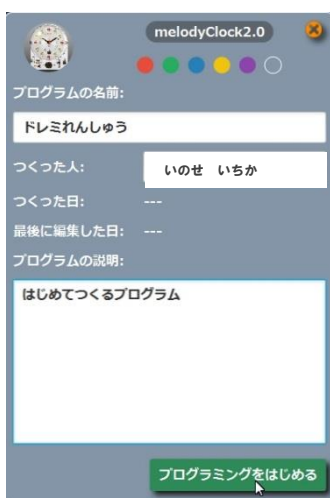 melodyClock2.0
プログラムの名前:
ドレミれんしゅう
つくった人: いのせ いちか
つくった日: ---
最後に編集した日: ---
プログラムの説明:
はじめてつくるプログラム
プログラミングをはじめる